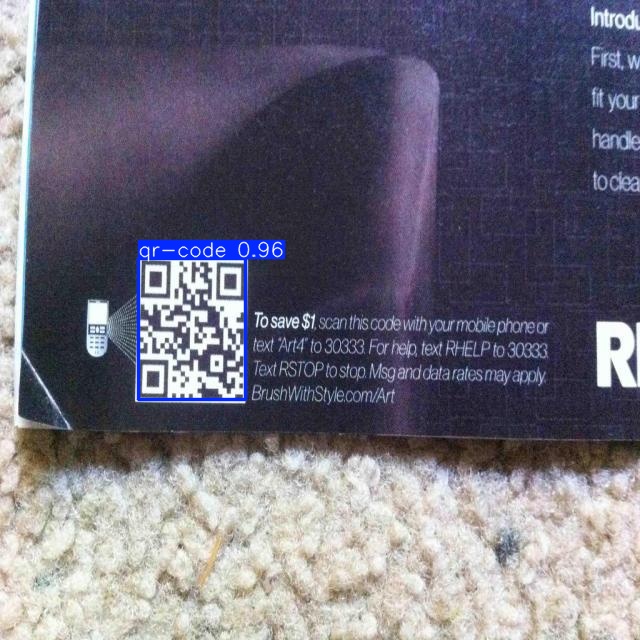 Introdu
First, w
fit your
handle
to clea
qr-code 0.96
To save $1, scan this code with your mobile phone or
text "Art4" to 30333. For help, text RHELP to 30333.
Text RSTOP to stop. Msg and data rates may apply.
BrushWithStyle.com/Art